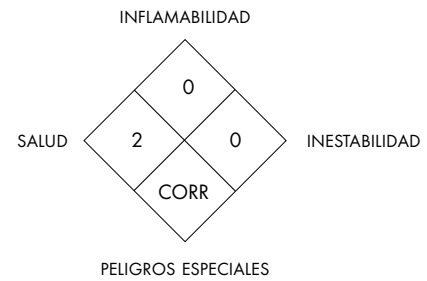 INFLAMABILIDAD
0
SALUD 2 0 INESTABILIDAD
CORR
PELIGROS ESPECIALES